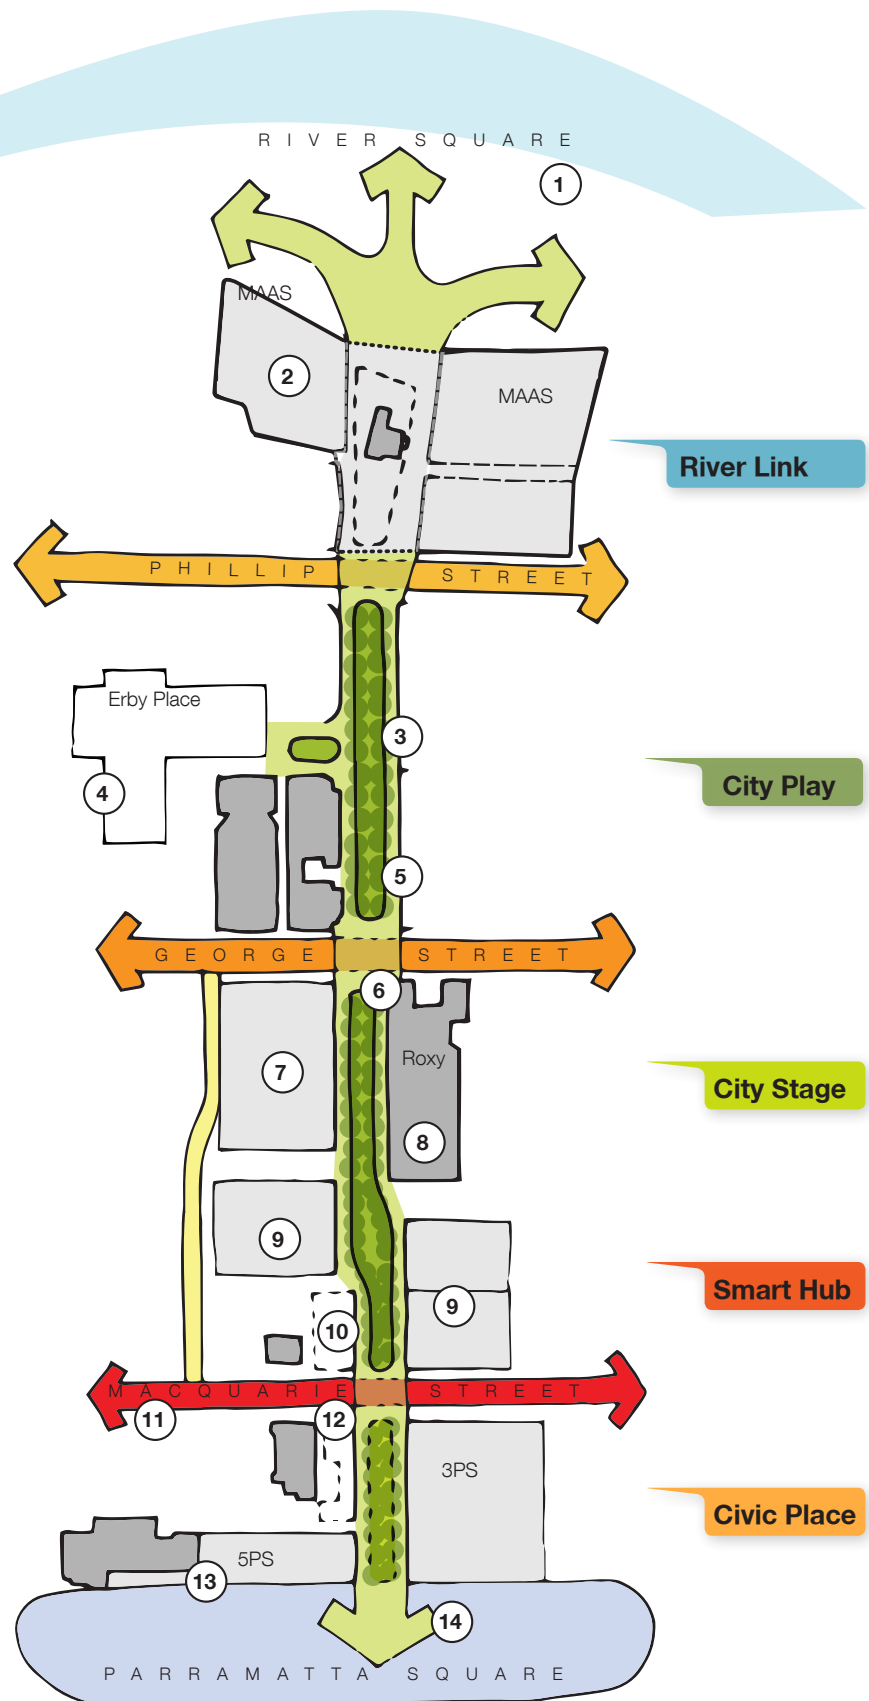 RIVER SQUARE
1
MAAS
2
MAAS
River Link
PHILLIP STREET
Erby Place
3
4
City Play
5
GEORGE STREET
6
Roxy
7
City Stage
8
9
Smart Hub
9
10
MACQUARIE STREET
11
12
3PS
Civic Place
5PS
13
14
PARRAMATTA SQUARE